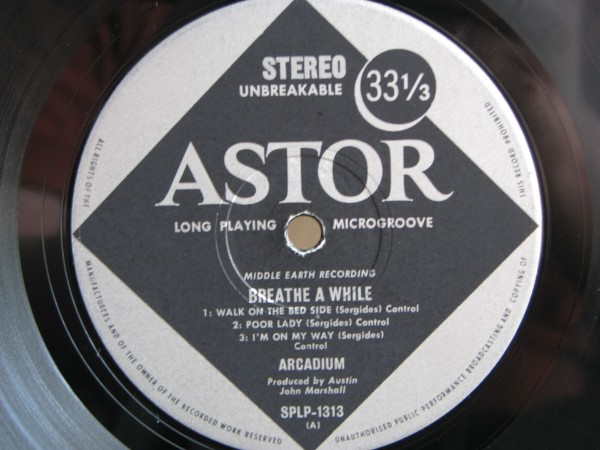 STEREO
UNBREAKABLE
33⅓
ASTOR
LONG PLAYING MICROGROOVE
MIDDLE EARTH RECORDING
BREATHE A WHILE
1: WALK ON THE BED SIDE (Sergides) Control
2: POOR LADY (Sergides) Control
3: I'M ON MY WAY (Sergides)
Control
ARCADIUM
Produced by Austin
John Marshall
SPLP-1313
(A)
ALL RIGHTS OF THE MANUFACTURERS AND OF THE OWNER OF THE RECORDED WORK RESERVED
UNAUTHORISED PUBLIC PERFORMANCE BROADCASTING AND COPYING OF THIS RECORD PROHIBITED